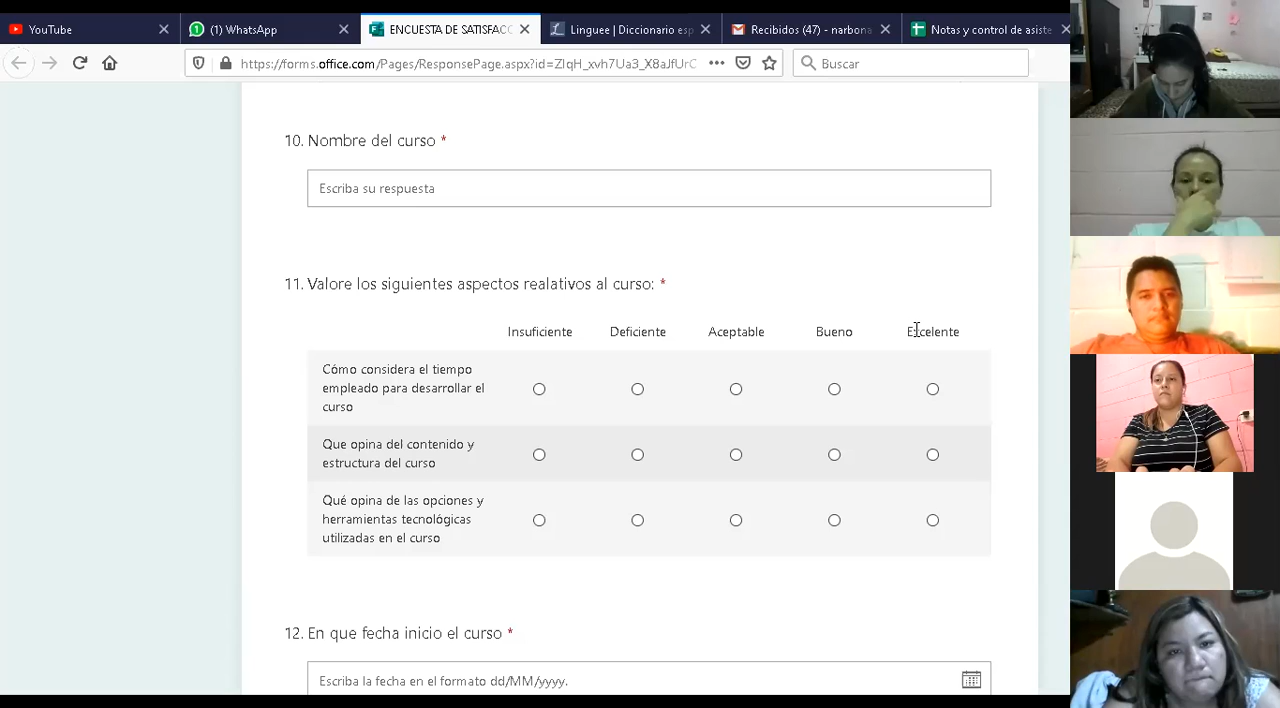 YouTube
(1) WhatsApp
ENCUESTA DE SATISFACC
Linguee | Diccionario esp
Recibidos (47) - narbona
Notas y control de asiste
https://forms.office.com/Pages/ResponsePage.aspx?id=ZIqH_xvh7Ua3_X8aJfUrC
Buscar
10. Nombre del curso *
Escriba su respuesta
11. Valore los siguientes aspectos realativos al curso: *
Insuficiente Deficiente Aceptable Bueno Excelente
Cómo considera el tiempo
empleado para desarrollar el
curso
Que opina del contenido y
estructura del curso
Qué opina de las opciones y
herramientas tecnológicas
utilizadas en el curso
12. En que fecha inicio el curso *
Escriba la fecha en el formato dd/MM/yyyy.